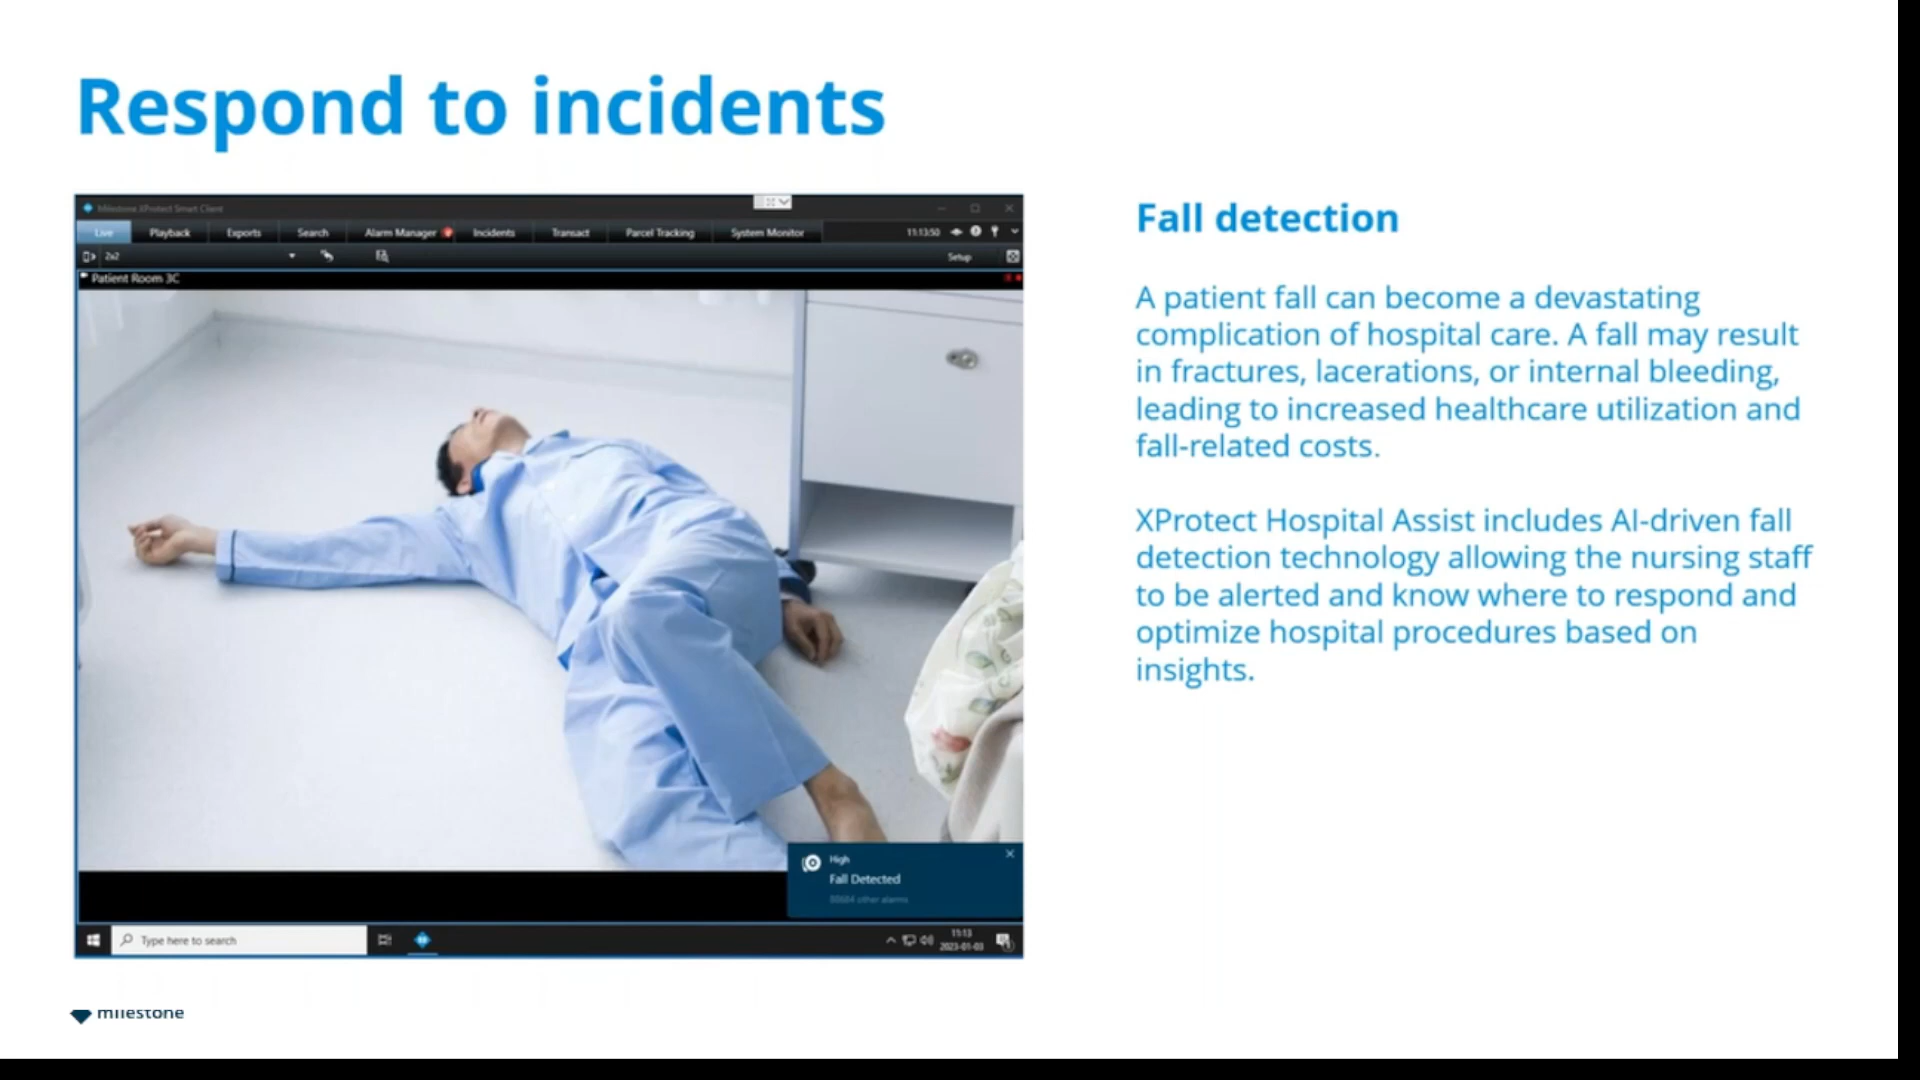 Respond to incidents
Milestone XProtect Smart Client
Live Playback Exports Search Alarm Manager Incidents Transact Parcel Tracking System Monitor 11:13:50
2x2 Setup
Patient Room 3C
High
Fall Detected
other alarms
Type here to search
11:13
2023-01-03
Fall detection
A patient fall can become a devastating
complication of hospital care. A fall may result
in fractures, lacerations, or internal bleeding,
leading to increased healthcare utilization and
fall-related costs.
XProtect Hospital Assist includes AI-driven fall
detection technology allowing the nursing staff
to be alerted and know where to respond and
optimize hospital procedures based on
insights.
milestone